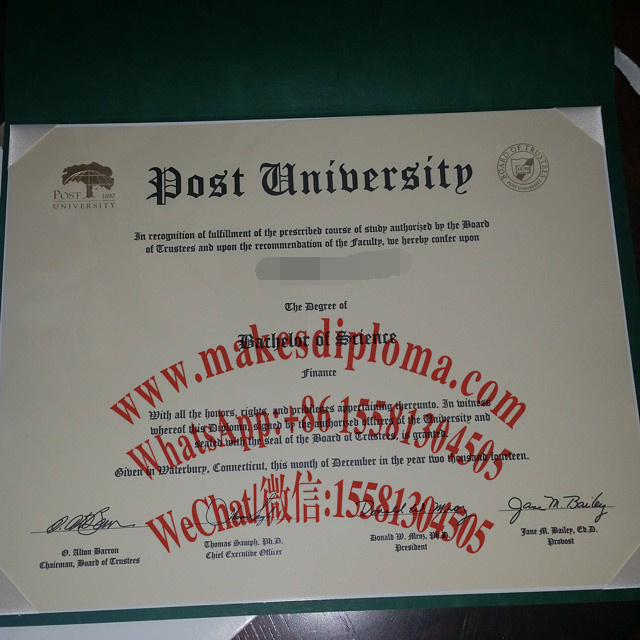 POST 1890
UNIVERSITY
Post University
BOARD OF TRUSTEES
POST UNIVERSITY
In recognition of fulfillment of the prescribed course of study authorized by the Board
of Trustees and upon the recommendation of the Faculty, we hereby confer upon
The Degree of
Bachelor of Science
Finance
www.makesdiploma.com
With all the honors, rights, and privileges appertaining thereunto. In witness
whereof this Diploma, signed by the authorized officers of the University and
sealed with the seal of the Board of Trustees, is granted.
WhatsApp:+86 15581304505
Given in Waterbury, Connecticut, this month of December in the year two thousand fourteen.
WeChat|微信:15581304505
Jane M. Bailey
O. Alton Barron
Chairman, Board of Trustees
Thomas Samph, Ph.D.
Chief Executive Officer
Donald W. Mroz, Ph.D.
President
Jane M. Bailey, Ed.D.
Provost